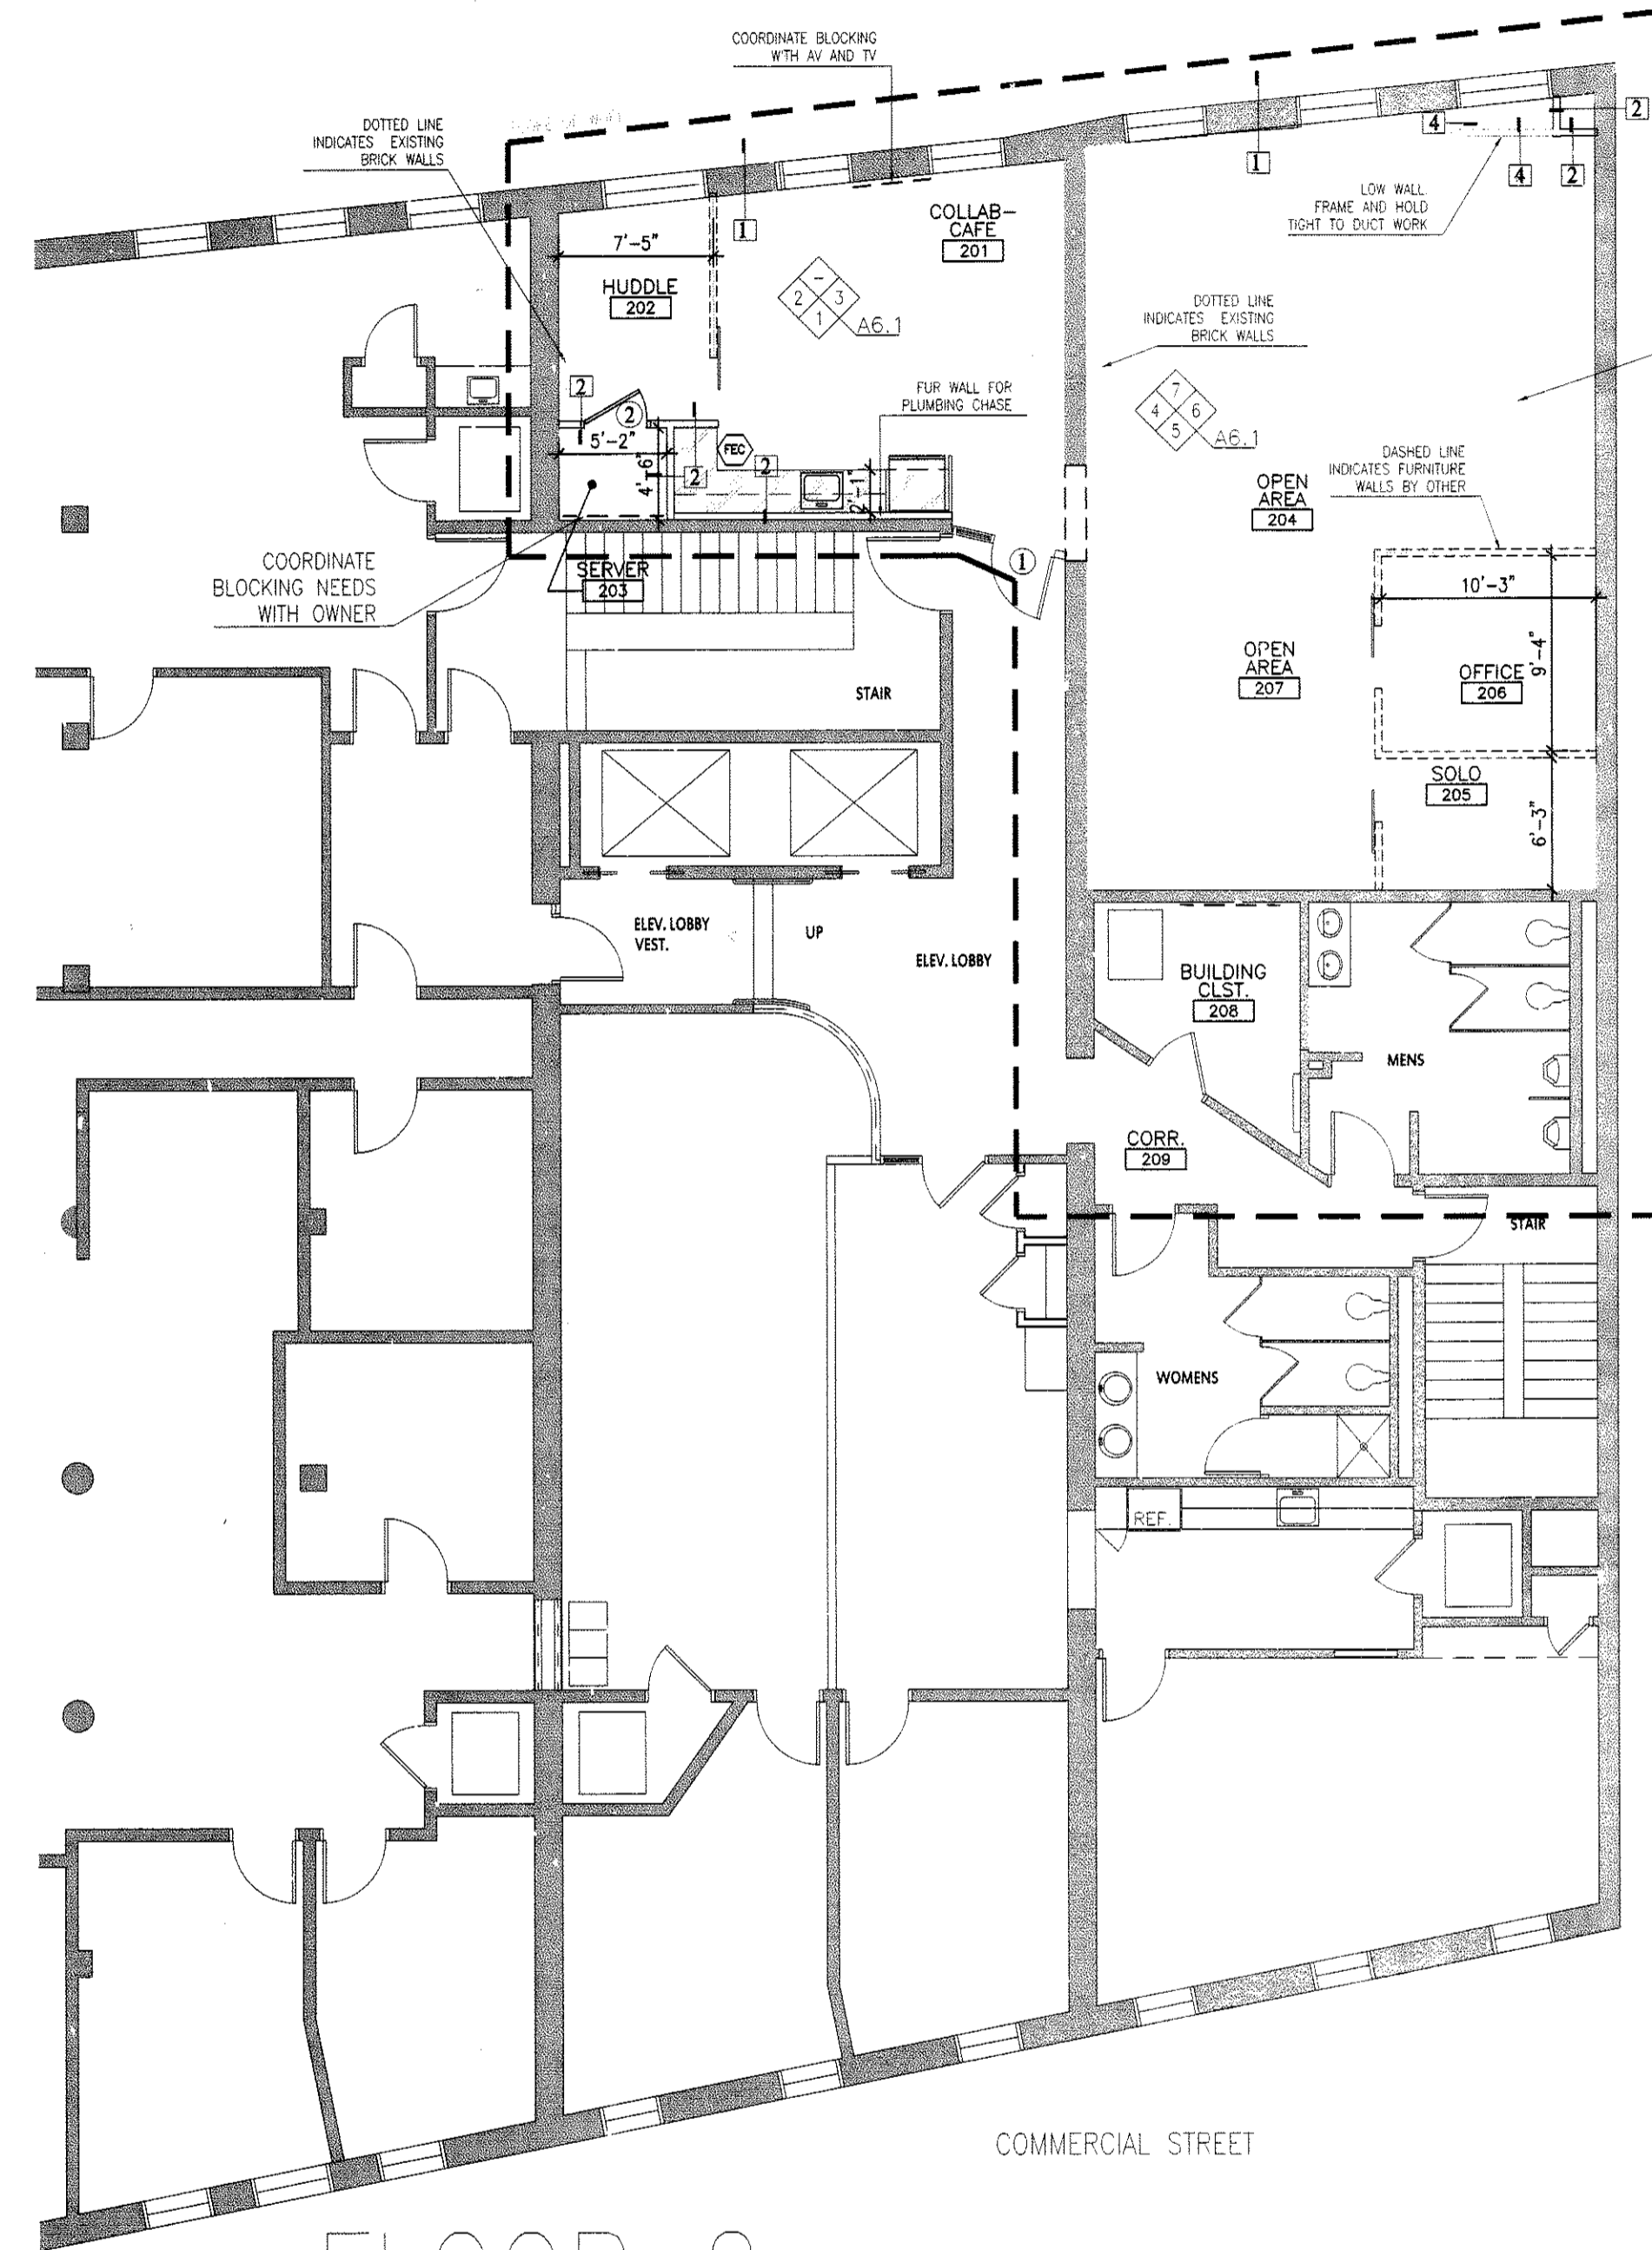 COORDINATE BLOCKING
W'TH AV AND TV
DOTTED LINE
INDICATES EXISTING
BRICK WALLS
1
2
4
4
2
1
LOW WALL
FRAME AND HOLD
TIGHT TO DUCT WORK
COLLAB-
CAFE
201
7'-5"
HUDDLE
202
-
2 3
1
A6.1
DOTTED LINE
INDICATES EXISTING
BRICK WALLS
2
2
FUR WALL FOR
PLUMBING CHASE
7
4 6
5
A6.1
5'-2"
FEC
4'-6"
2
2
2'-1"
DASHED LINE
INDICATES FURNITURE
WALLS BY OTHER
OPEN
AREA
204
COORDINATE
BLOCKING NEEDS
WITH OWNER
SERVER
203
1
10'-3"
9'-4"
OPEN
AREA
207
OFFICE
206
STAIR
SOLO
205
6'-3"
ELEV. LOBBY
VEST.
UP
ELEV. LOBBY
BUILDING
CLST.
208
MENS
CORR.
209
STAIR
WOMENS
REF.
COMMERCIAL STREET